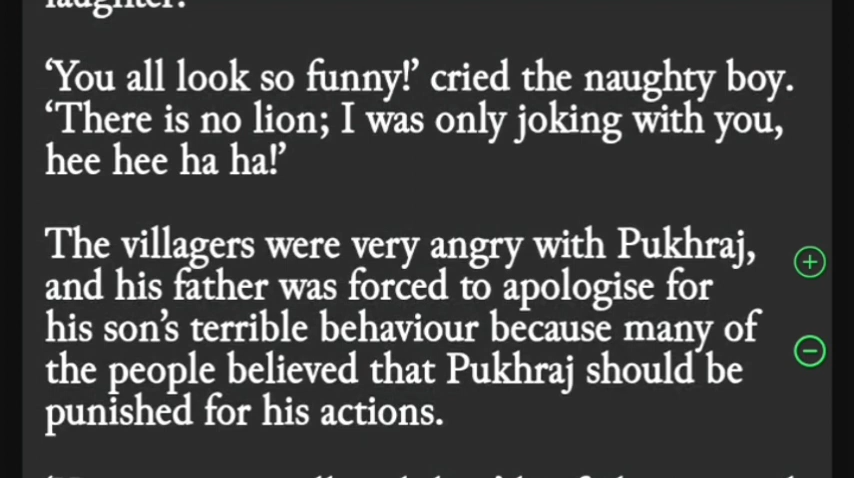 laughter.
‘You all look so funny!’ cried the naughty boy.
‘There is no lion; I was only joking with you,
hee hee ha ha!’
The villagers were very angry with Pukhraj,
and his father was forced to apologise for
his son’s terrible behaviour because many of
the people believed that Pukhraj should be
punished for his actions.